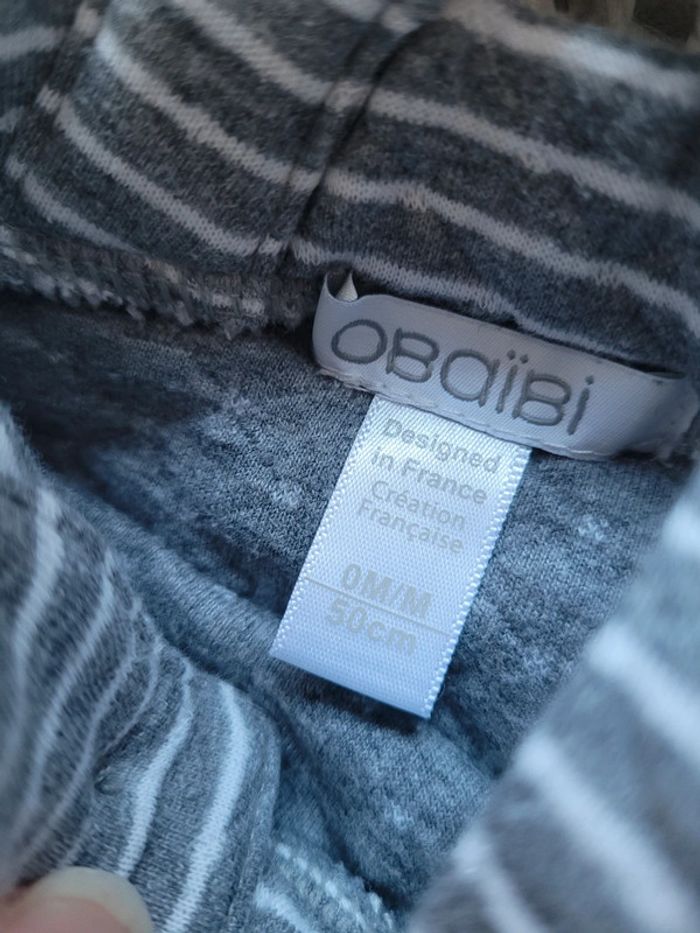 OBaïBi
Designed
in France
Création
Française
0M/M
50cm